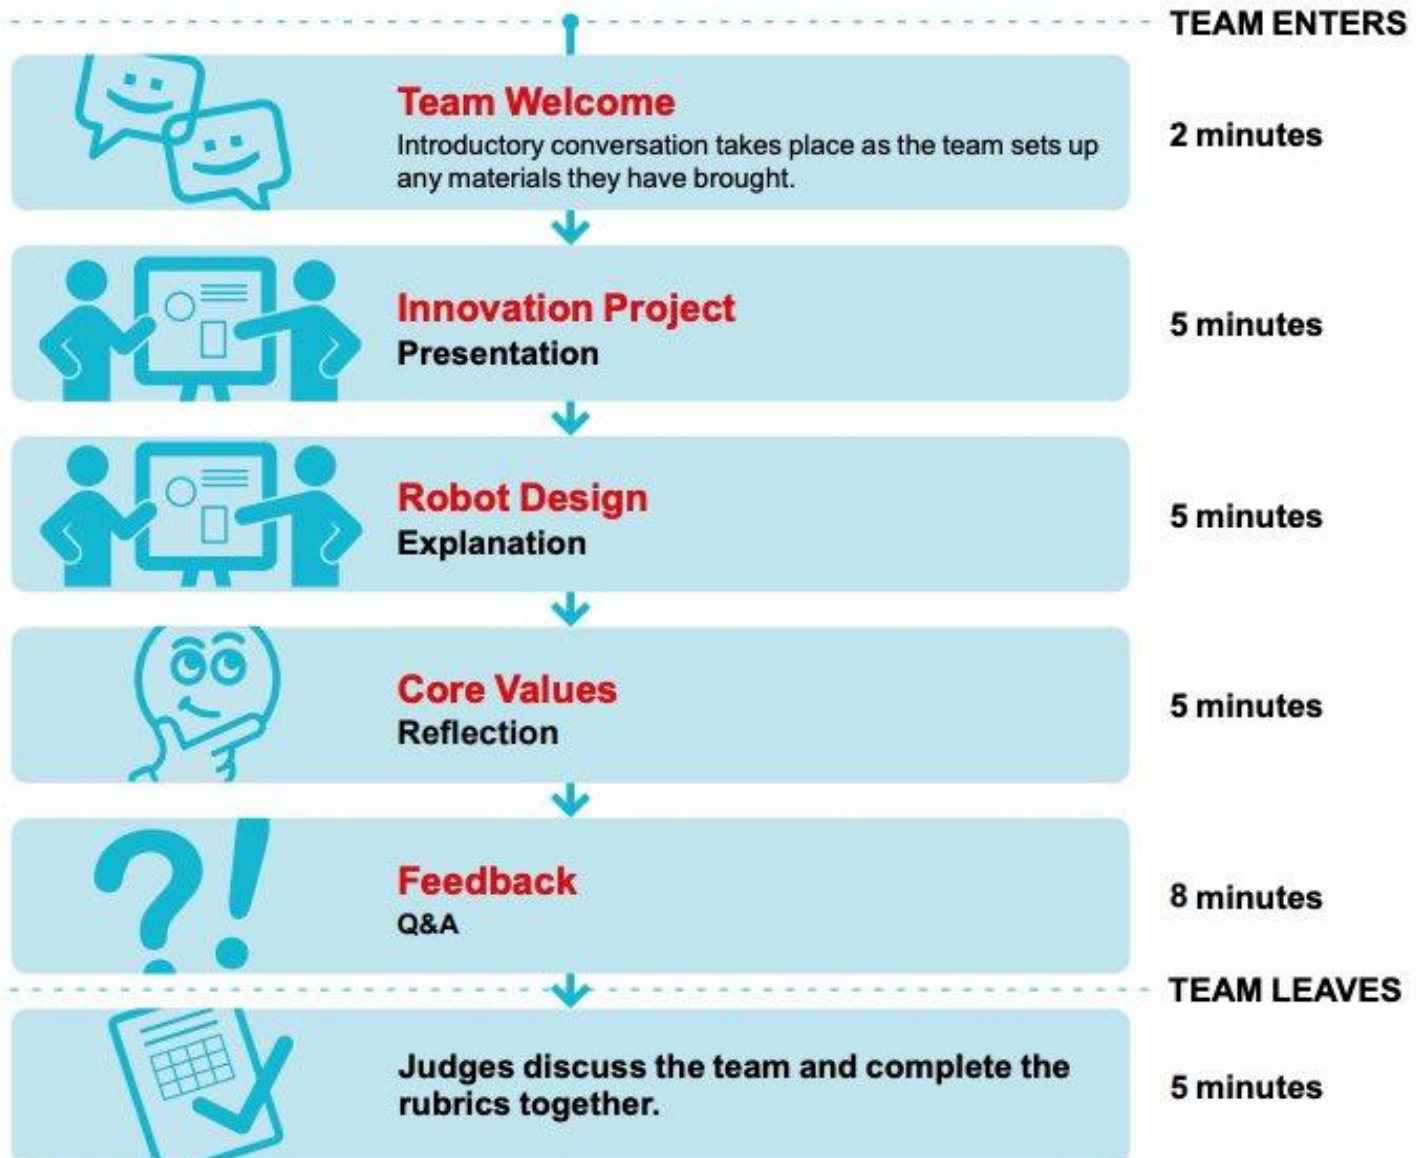 TEAM ENTERS
Team Welcome
Introductory conversation takes place as the team sets up
any materials they have brought.
2 minutes
Innovation Project
Presentation
5 minutes
Robot Design
Explanation
5 minutes
Core Values
Reflection
5 minutes
Feedback
Q&A
8 minutes
TEAM LEAVES
Judges discuss the team and complete the
rubrics together.
5 minutes